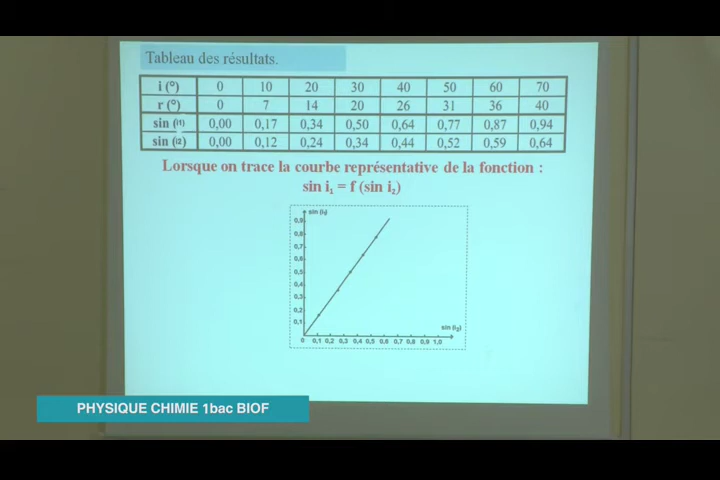 Tableau des résultats.
i (°) 0 10 20 30 40 50 60 70
r (°) 0 7 14 20 26 31 36 40
sin (i1) 0,00 0,17 0,34 0,50 0,64 0,77 0,87 0,94
sin (i2) 0,00 0,12 0,24 0,34 0,44 0,52 0,59 0,64
Lorsque on trace la courbe représentative de la fonction :
sin i₁ = f (sin i₂)
sin (i₁)
0,9
0,8
0,7
0,6
0,5
0,4
0,3
0,2
0,1
sin (i₂)
0 0,1 0,2 0,3 0,4 0,5 0,6 0,7 0,8 0,9 1,0
PHYSIQUE CHIMIE 1bac BIOF